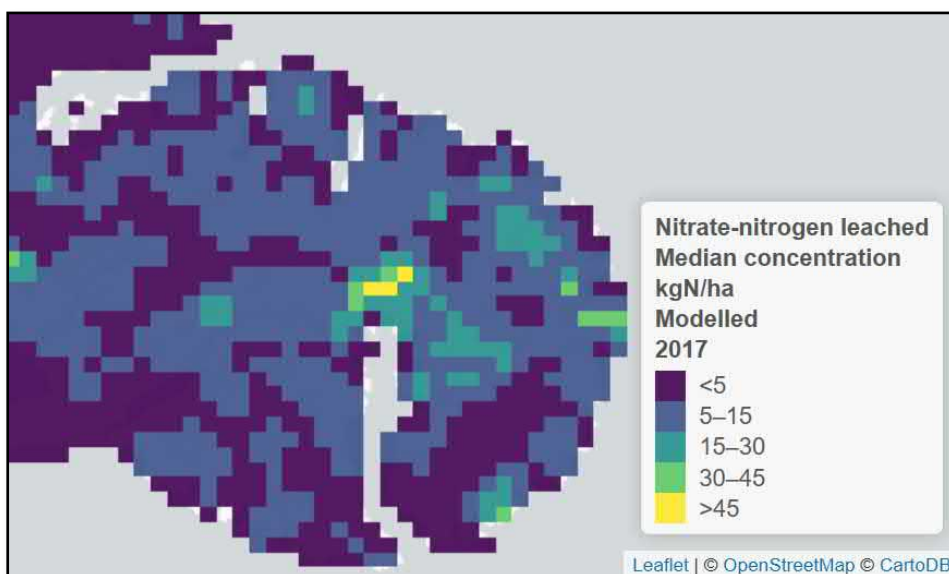 Nitrate-nitrogen leached
Median concentration
kgN/ha
Modelled
2017
<5
5–15
15–30
30–45
>45
Leaflet | © OpenStreetMap © CartoDB